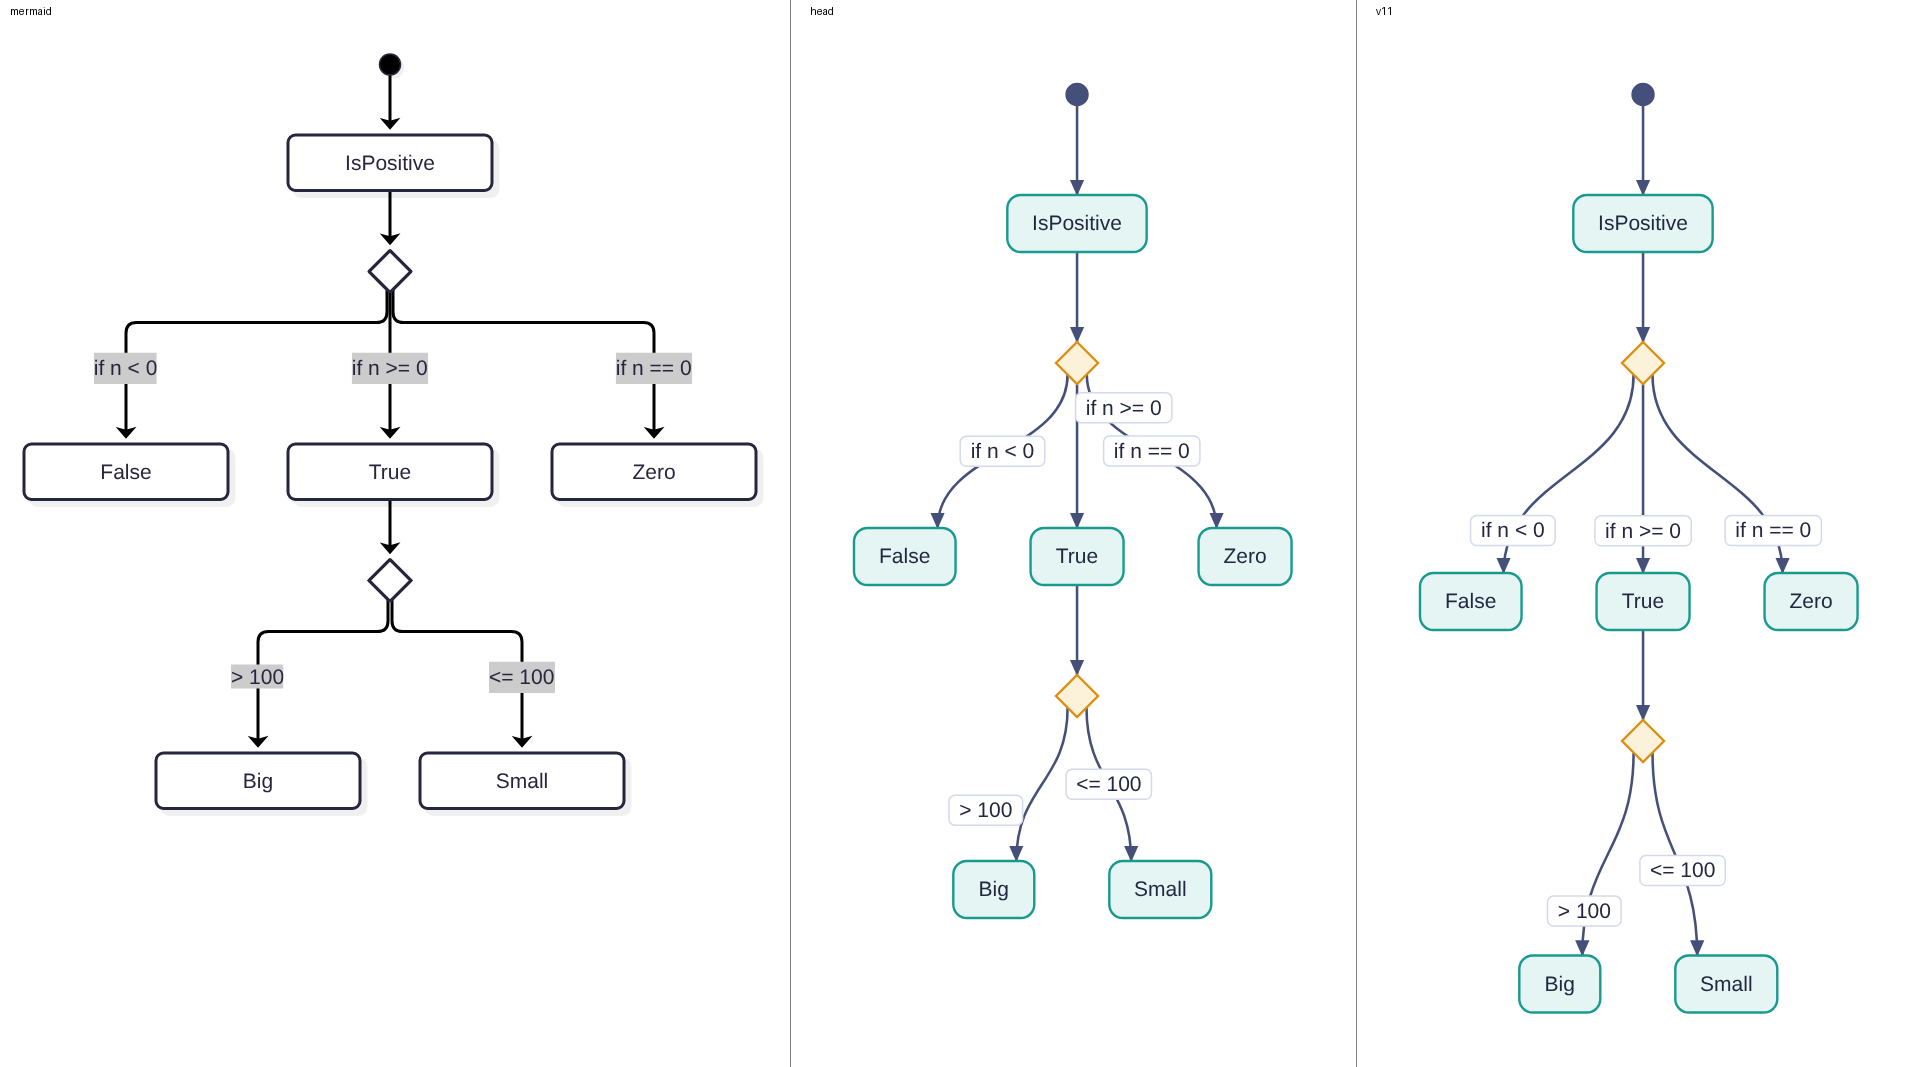 mermaid
IsPositive
if n < 0
if n >= 0
if n == 0
False
True
Zero
> 100
<= 100
Big
Small
head
IsPositive
if n >= 0
if n < 0
if n == 0
False
True
Zero
<= 100
> 100
Big
Small
v11
IsPositive
if n < 0
if n >= 0
if n == 0
False
True
Zero
<= 100
> 100
Big
Small